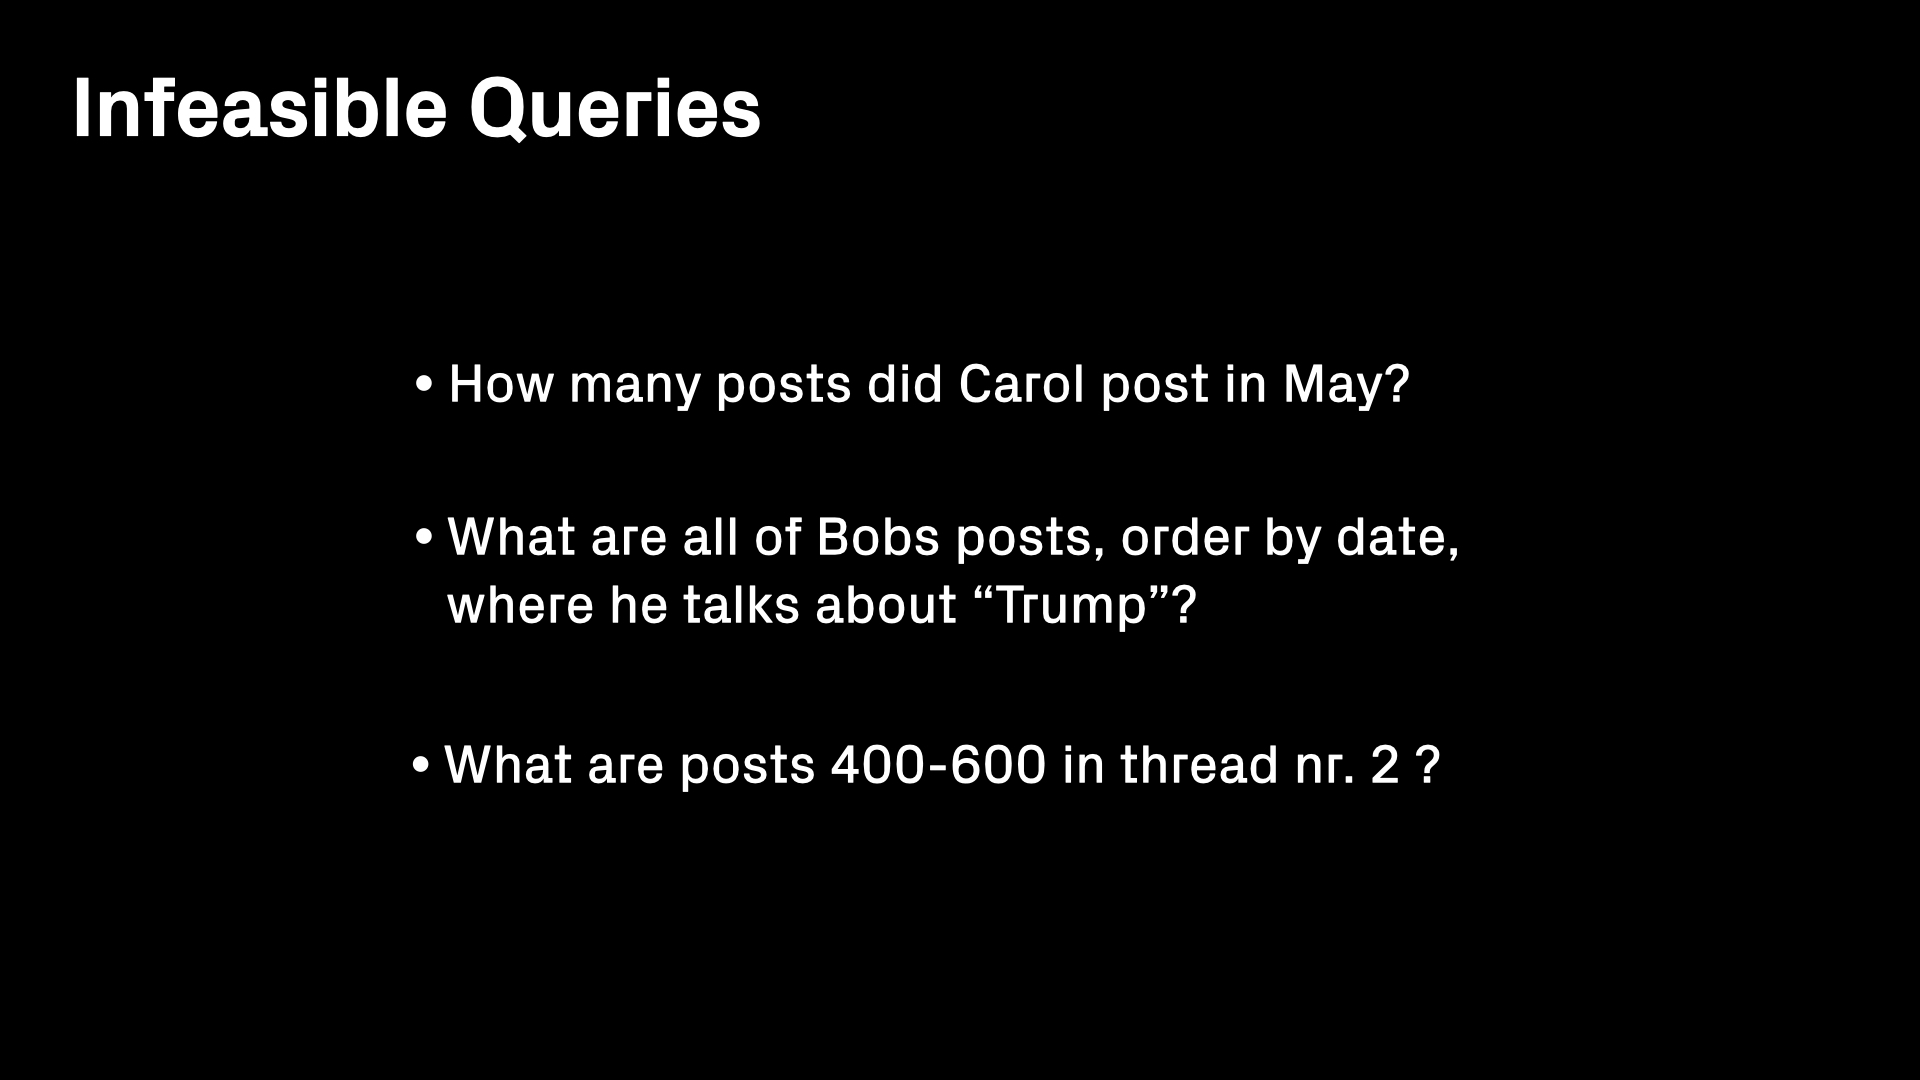 Infeasible Queries
• How many posts did Carol post in May?
• What are all of Bobs posts, order by date,
where he talks about “Trump”?
• What are posts 400-600 in thread nr. 2 ?